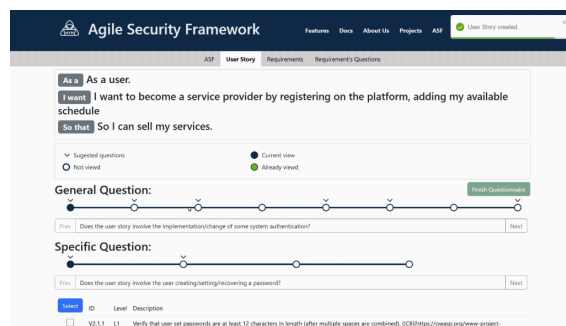 Agile Security Framework
Features Docs About Us Projects ASF
User Story created.
ASF User Story Requirements Requirement's Questions
As a As a user.
I want I want to become a service provider by registering on the platform, adding my available
schedule
So that So I can sell my services.
Sugested questions Current view
Not viewd Already viewd
General Question:
Finish Questionnaire
Prev Does the user story involve the implementation/change of some system authentication? Next
Specific Question:
Prev Does the user story involve the user creating/setting/recovering a password? Next
Select ID Level Description
V2.1.1 L1 Verify that user set passwords are at least 12 characters in length (after multiple spaces are combined). ([C6](https://owasp.org/www-project-